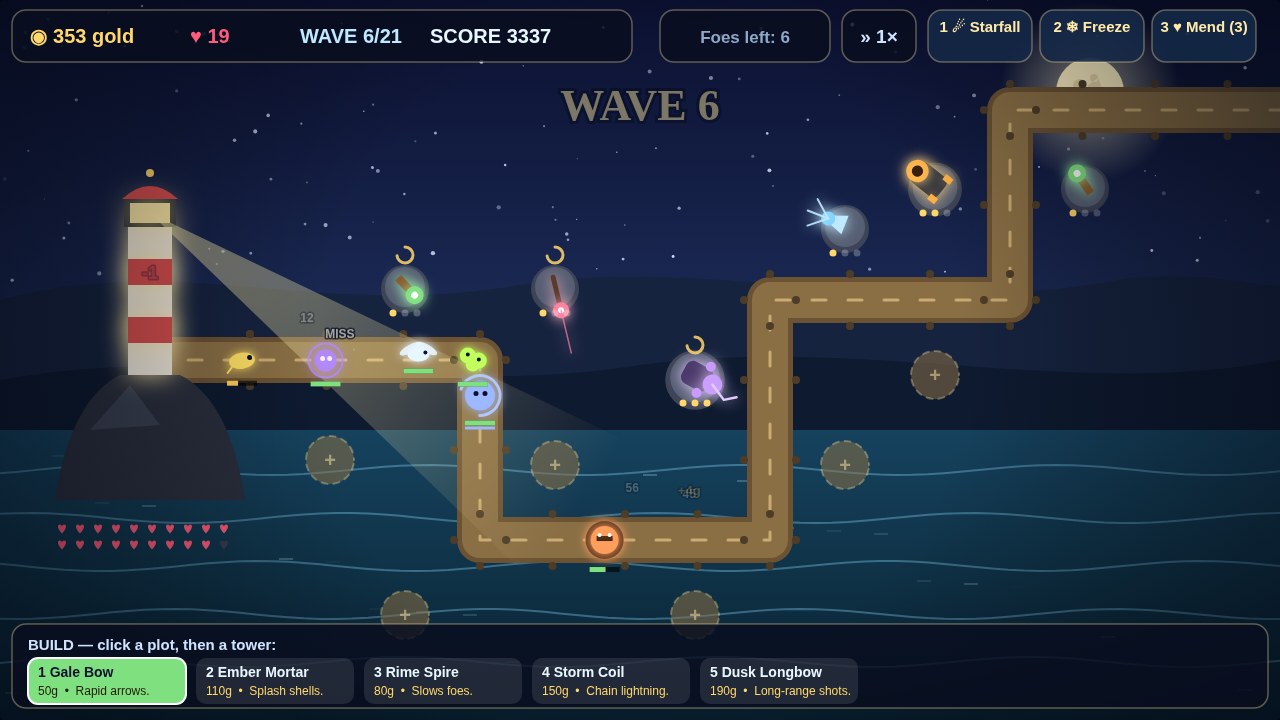 ◉ 353 gold ♥ 19 WAVE 6/21 SCORE 3337
Foes left: 6
» 1×
1 ☄ Starfall
2 ❄ Freeze
3 ♥ Mend (3)
WAVE 6
-1
12
MISS
56
BUILD — click a plot, then a tower:
1 Gale Bow
50g • Rapid arrows.
2 Ember Mortar
110g • Splash shells.
3 Rime Spire
80g • Slows foes.
4 Storm Coil
150g • Chain lightning.
5 Dusk Longbow
190g • Long-range shots.